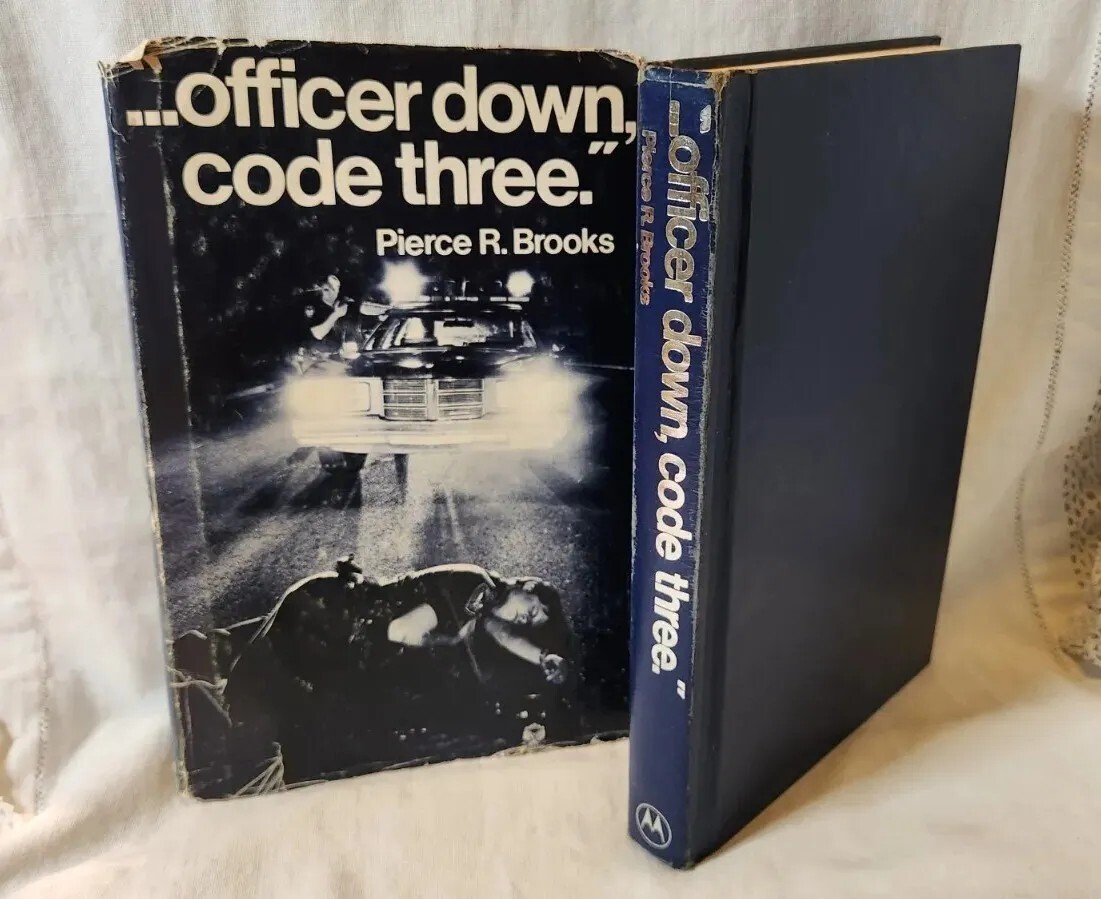 ...officer down,
code three."
Pierce R. Brooks
"...officer down, code three."
Pierce R. Brooks